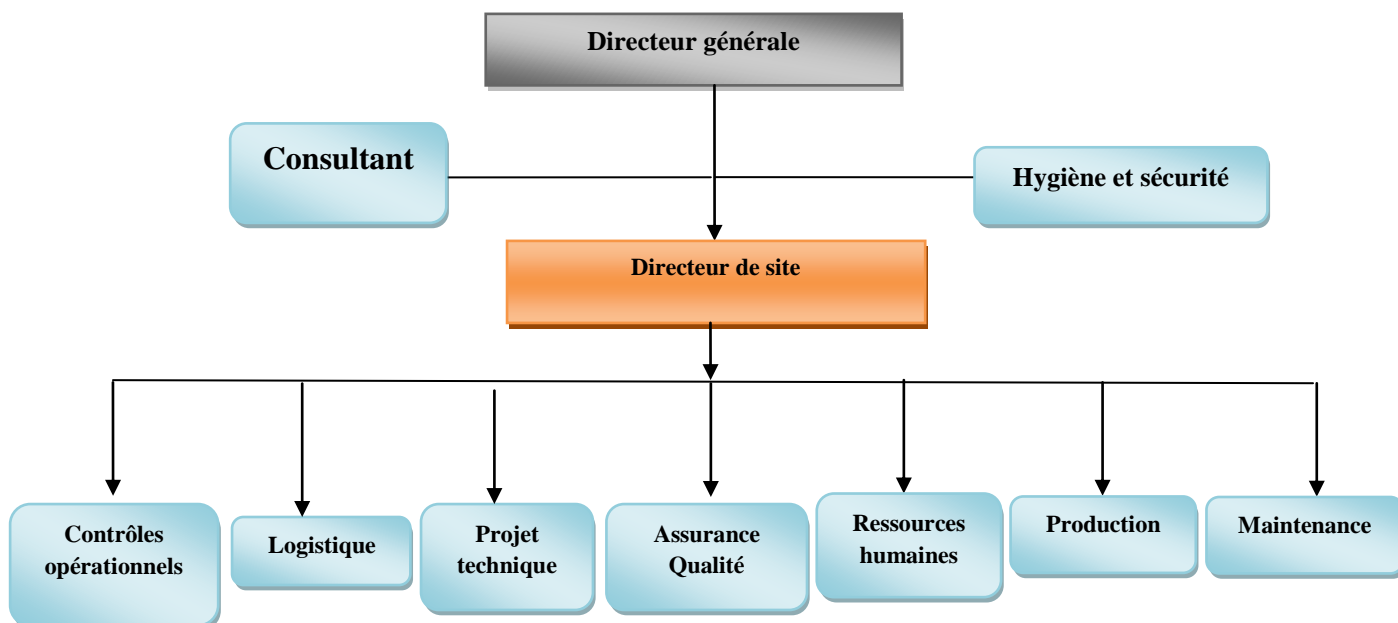 Directeur générale
Consultant
Hygiène et sécurité
Directeur de site
Contrôles
opérationnels
Logistique
Projet
technique
Assurance
Qualité
Ressources
humaines
Production
Maintenance